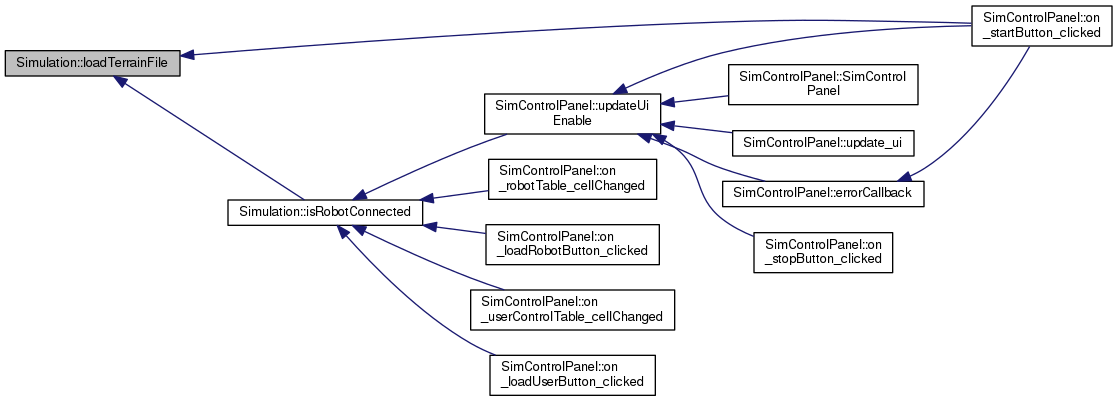 Simulation::loadTerrainFile
SimControlPanel::on
_startButton_clicked
SimControlPanel::updateUi
Enable
SimControlPanel::SimControl
Panel
SimControlPanel::update_ui
SimControlPanel::errorCallback
SimControlPanel::on
_stopButton_clicked
Simulation::isRobotConnected
SimControlPanel::on
_robotTable_cellChanged
SimControlPanel::on
_loadRobotButton_clicked
SimControlPanel::on
_userControlTable_cellChanged
SimControlPanel::on
_loadUserButton_clicked